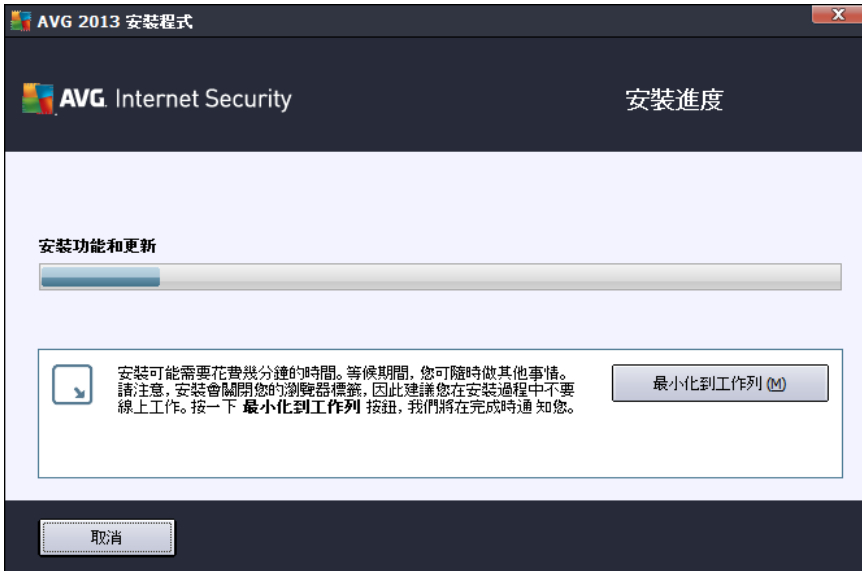 AVG 2013 安裝程式
X
AVG. Internet Security
安裝進度
安裝功能和更新
安裝可能需要花費幾分鐘的時間。等候期間, 您可隨時做其他事情。
請注意, 安裝會關閉您的瀏覽器標籤, 因此建議您在安裝過程中不要
線上工作。按一下 最小化到工作列 按鈕, 我們將在完成時通 知您。
最小化到工作列 (M)
取消